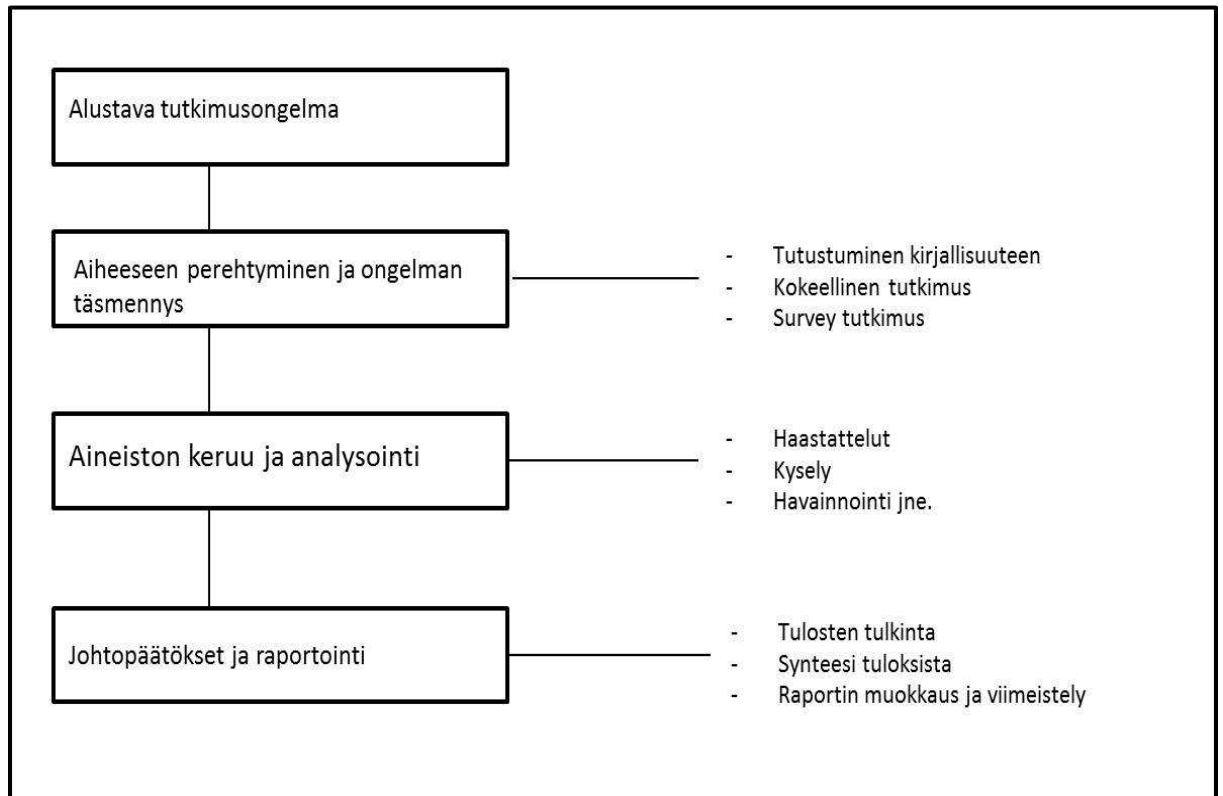 Alustava tutkimusongelma
Aiheeseen perehtyminen ja ongelman
täsmennys
- Tutustuminen kirjallisuuteen
- Kokeellinen tutkimus
- Survey tutkimus
Aineiston keruu ja analysointi
- Haastattelut
- Kysely
- Havainnointi jne.
Johtopäätökset ja raportointi
- Tulosten tulkinta
- Synteesi tuloksista
- Raportin muokkaus ja viimeistely